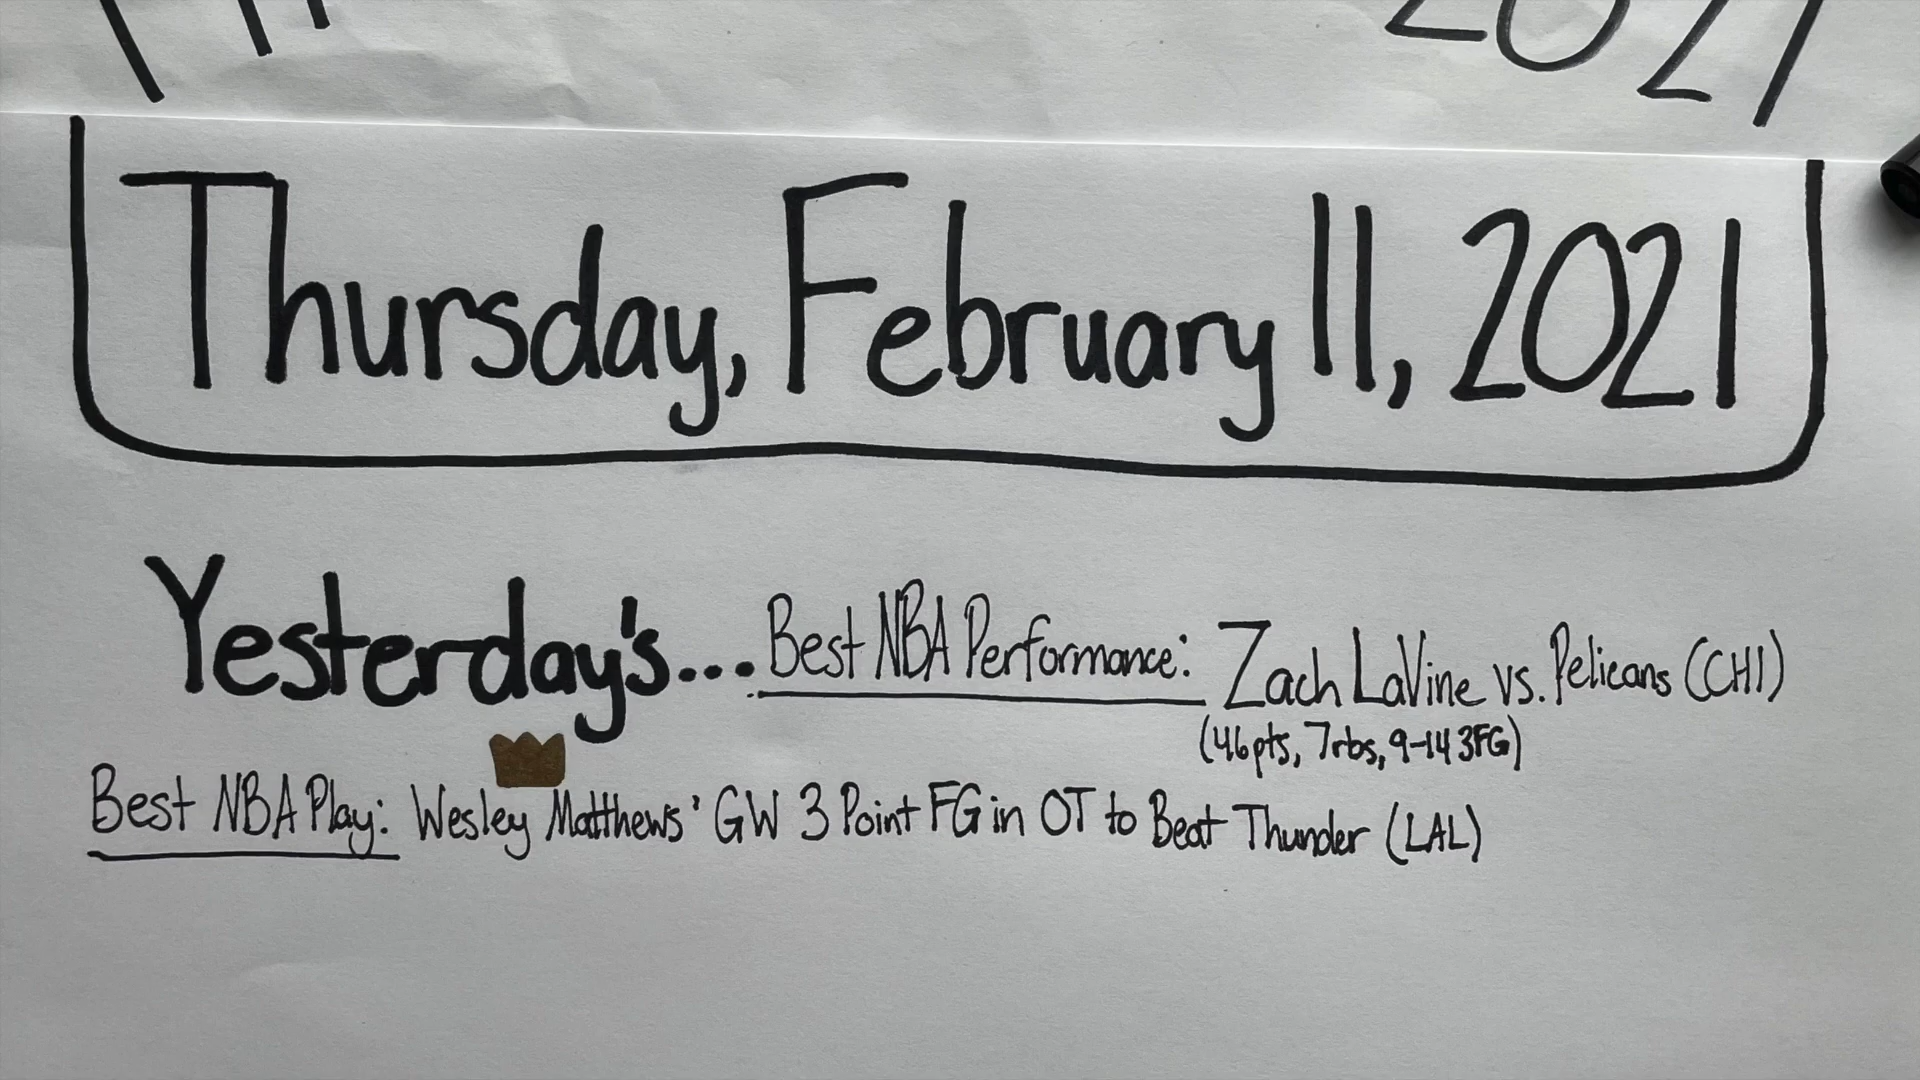 2021
Thursday, February 11, 2021
Yesterday's... Best NBA Performance: Zach LaVine vs. Pelicans (CHI)
(46pts, 7rbs, 9-14 3FG)
Best NBA Play: Wesley Matthews' GW 3 Point FG in OT to Beat Thunder (LAL)